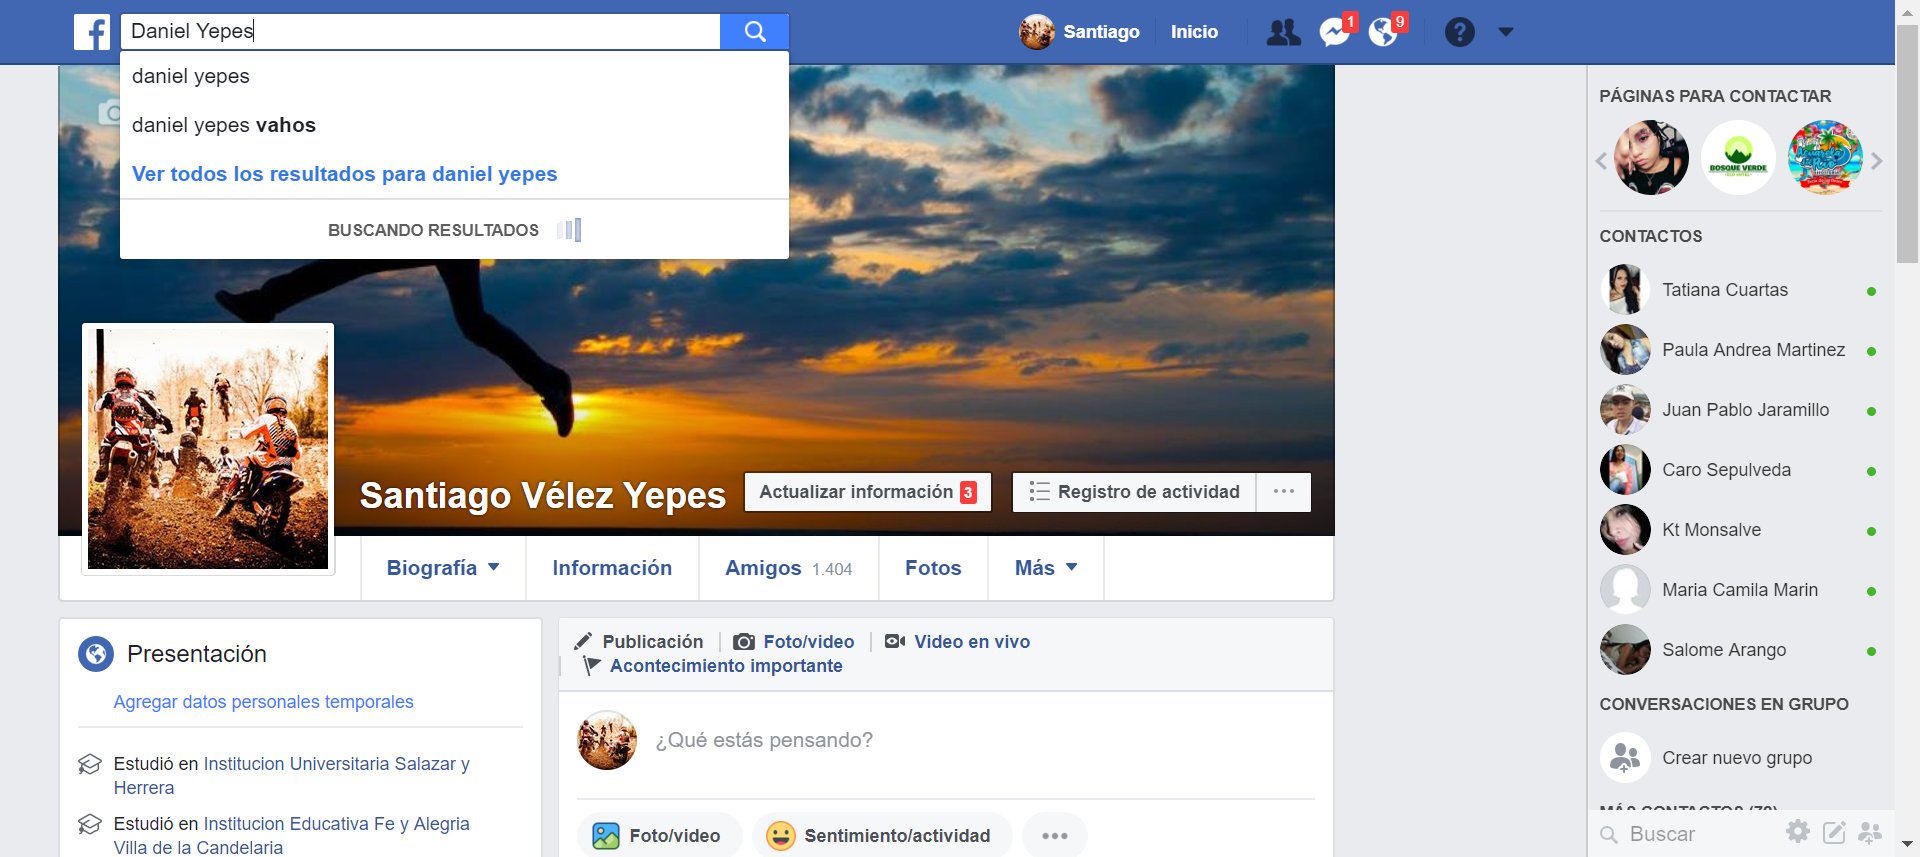 Daniel Yepes
Santiago
Inicio
1
9
daniel yepes
daniel yepes vahos
Ver todos los resultados para daniel yepes
BUSCANDO RESULTADOS
Santiago Vélez Yepes
Actualizar información 3
Registro de actividad
Biografía
Información
Amigos 1.404
Fotos
Más
Presentación
Agregar datos personales temporales
Estudió en Institucion Universitaria Salazar y
Herrera
Estudió en Institucion Educativa Fe y Alegria
Villa de la Candelaria
Publicación
Foto/video
Video en vivo
Acontecimiento importante
¿Qué estás pensando?
Foto/video
Sentimiento/actividad
PÁGINAS PARA CONTACTAR
BOSQUE VERDE
CONTACTOS
Tatiana Cuartas
Paula Andrea Martinez
Juan Pablo Jaramillo
Caro Sepulveda
Kt Monsalve
Maria Camila Marin
Salome Arango
CONVERSACIONES EN GRUPO
Crear nuevo grupo
MÁS CONTACTOS (79)
Buscar